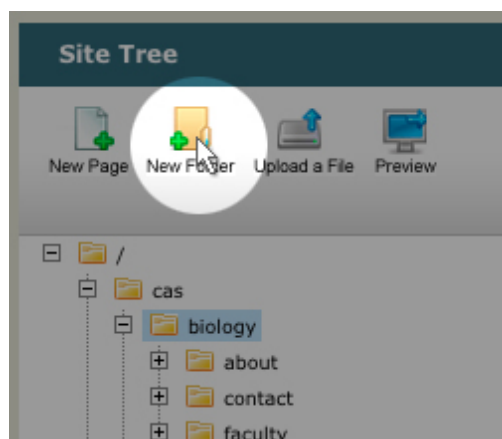 Site Tree
New Page New Folder Upload a File Preview
/
cas
biology
about
contact
faculty